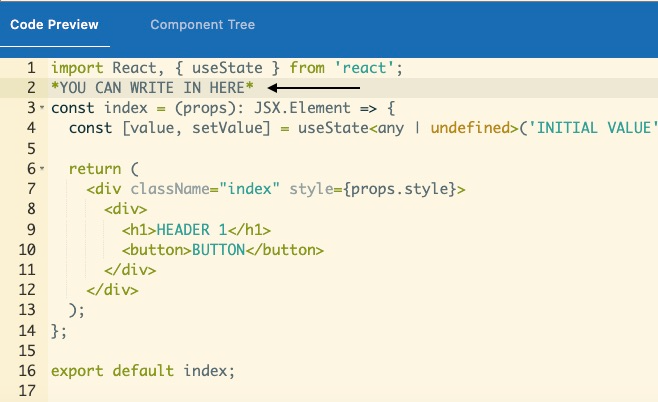 Code Preview Component Tree
1 import React, { useState } from 'react';
2 *YOU CAN WRITE IN HERE*
3 const index = (props): JSX.Element => {
4 const [value, setValue] = useState<any | undefined>('INITIAL VALUE'
5
6 return (
7 <div className="index" style={props.style}>
8 <div>
9 <h1>HEADER 1</h1>
10 <button>BUTTON</button>
11 </div>
12 </div>
13 );
14 };
15
16 export default index;
17